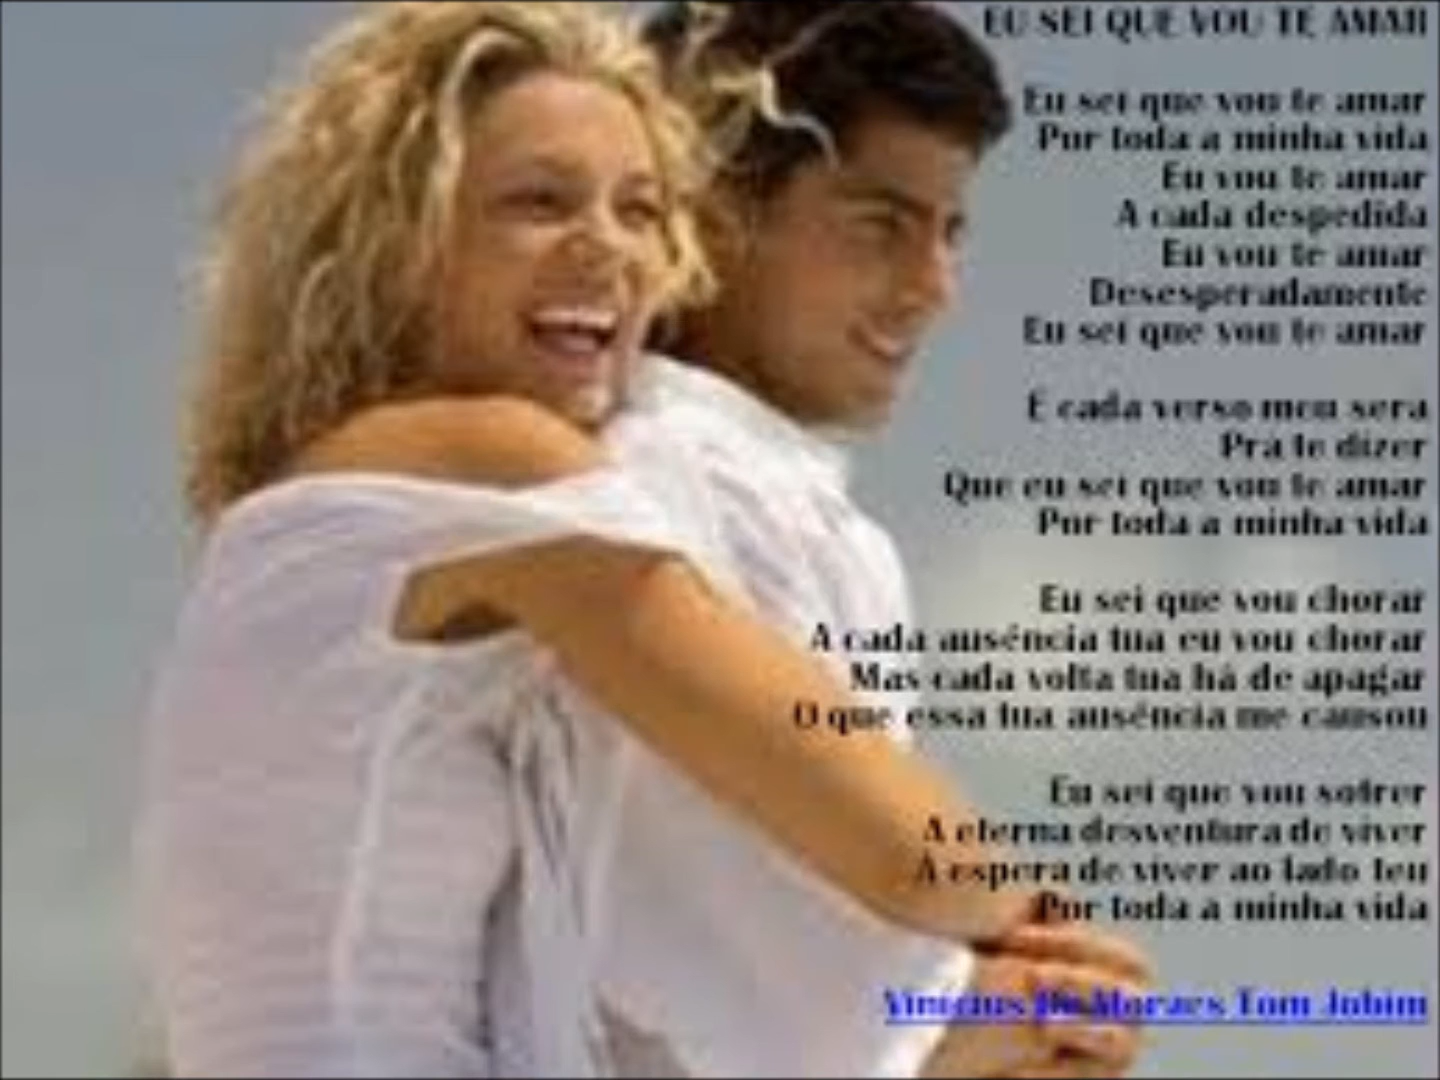 EU SEI QUE VOU TE AMAR
Eu sei que vou te amar
Por toda a minha vida
Eu vou te amar
A cada despedida
Eu vou te amar
Desesperadamente
Eu sei que vou te amar
E cada verso meu será
Pra te dizer
Que eu sei que vou te amar
Por toda a minha vida
Eu sei que vou chorar
A cada ausência tua eu vou chorar
Mas cada volta tua há de apagar
O que essa tua ausência me causou
Eu sei que vou sofrer
A eterna desventura de viver
A espera de viver ao lado teu
Por toda a minha vida
Vinicius De Moraes Tom Jobim